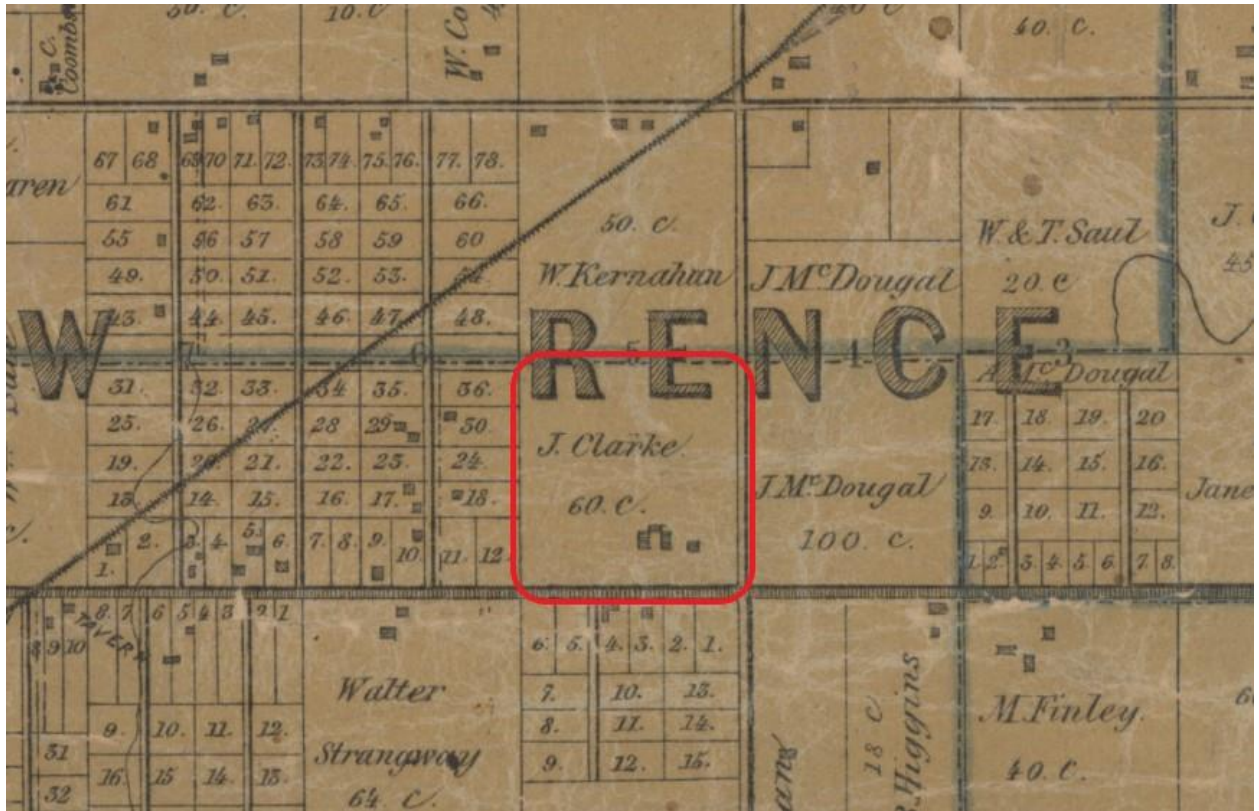 50. C.
10. C.
W. Co
40. C.
C.
Coombs
67 68 69 70 71. 72. 73 74. 75. 76. 77. 78.
aren
61 62. 63. 64. 65. 66.
50. C.
W. Kernahan
J. McDougal
W. & T. Saul
20. C
J.
45
55 56 57 58 59 60
49. 50. 51. 52. 53. 54
43. 44. 45. 46. 47. 48.
W RENCE
7 6 5 4 3
31. 32. 33. 34 35. 36.
A. McDougal
25. 26. 27. 28 29 30
17. 18. 19. 20
J. Clarke
19. 20. 21. 22. 23. 24
13. 14. 15. 16.
13. 14 15. 16. 17. 18.
60. C.
J. McDougal
100. C.
9. 10. 11. 12.
Jane
1. 2. 3. 4. 5. 6. 7. 8. 9. 10. 11. 12.
1. 2. 3. 4. 5. 6. 7. 8.
8. 7 6 5 4 3 2. 1
TAVER
8 9 10
6. 5. 4. 3. 2. 1.
Walter
Strangway
64 C.
7. 10. 13.
8. 11. 14.
9. 12. 15.
18 C
Higgins
M. Finley.
40. C.
9. 10. 11. 12.
31
16. 15 14. 13.
32